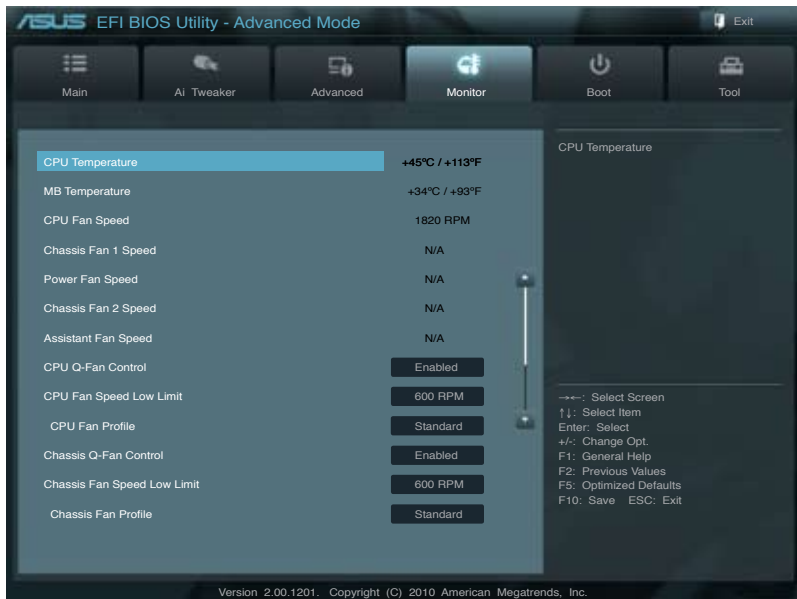 ASUS EFI BIOS Utility - Advanced Mode
Exit
Main
Ai Tweaker
Advanced
Monitor
Boot
Tool
CPU Temperature +45ºC / +113ºF
MB Temperature +34ºC / +93ºF
CPU Fan Speed 1820 RPM
Chassis Fan 1 Speed N/A
Power Fan Speed N/A
Chassis Fan 2 Speed N/A
Assistant Fan Speed N/A
CPU Q-Fan Control Enabled
CPU Fan Speed Low Limit 600 RPM
CPU Fan Profile Standard
Chassis Q-Fan Control Enabled
Chassis Fan Speed Low Limit 600 RPM
Chassis Fan Profile Standard
CPU Temperature
→←: Select Screen
↑↓: Select Item
Enter: Select
+/-: Change Opt.
F1: General Help
F2: Previous Values
F5: Optimized Defaults
F10: Save ESC: Exit
Version 2.00.1201. Copyright (C) 2010 American Megatrends, Inc.